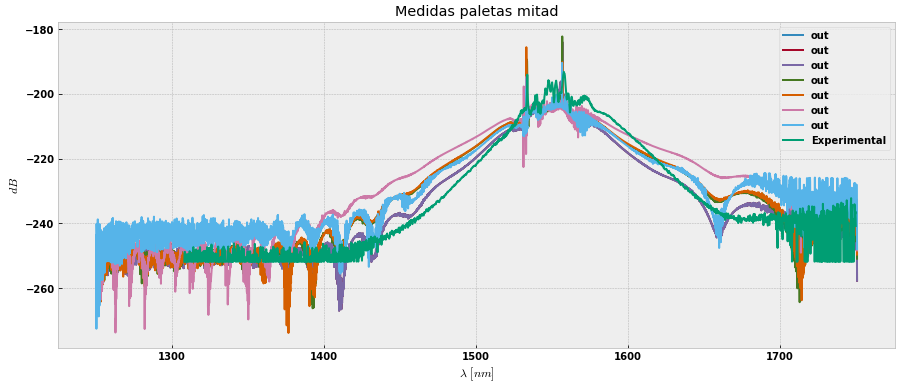 Medidas paletas mitad
−180
−200
−220
−240
−260
dB
1300
1400
1500
1600
1700
λ [nm]
out
out
out
out
out
out
out
Experimental